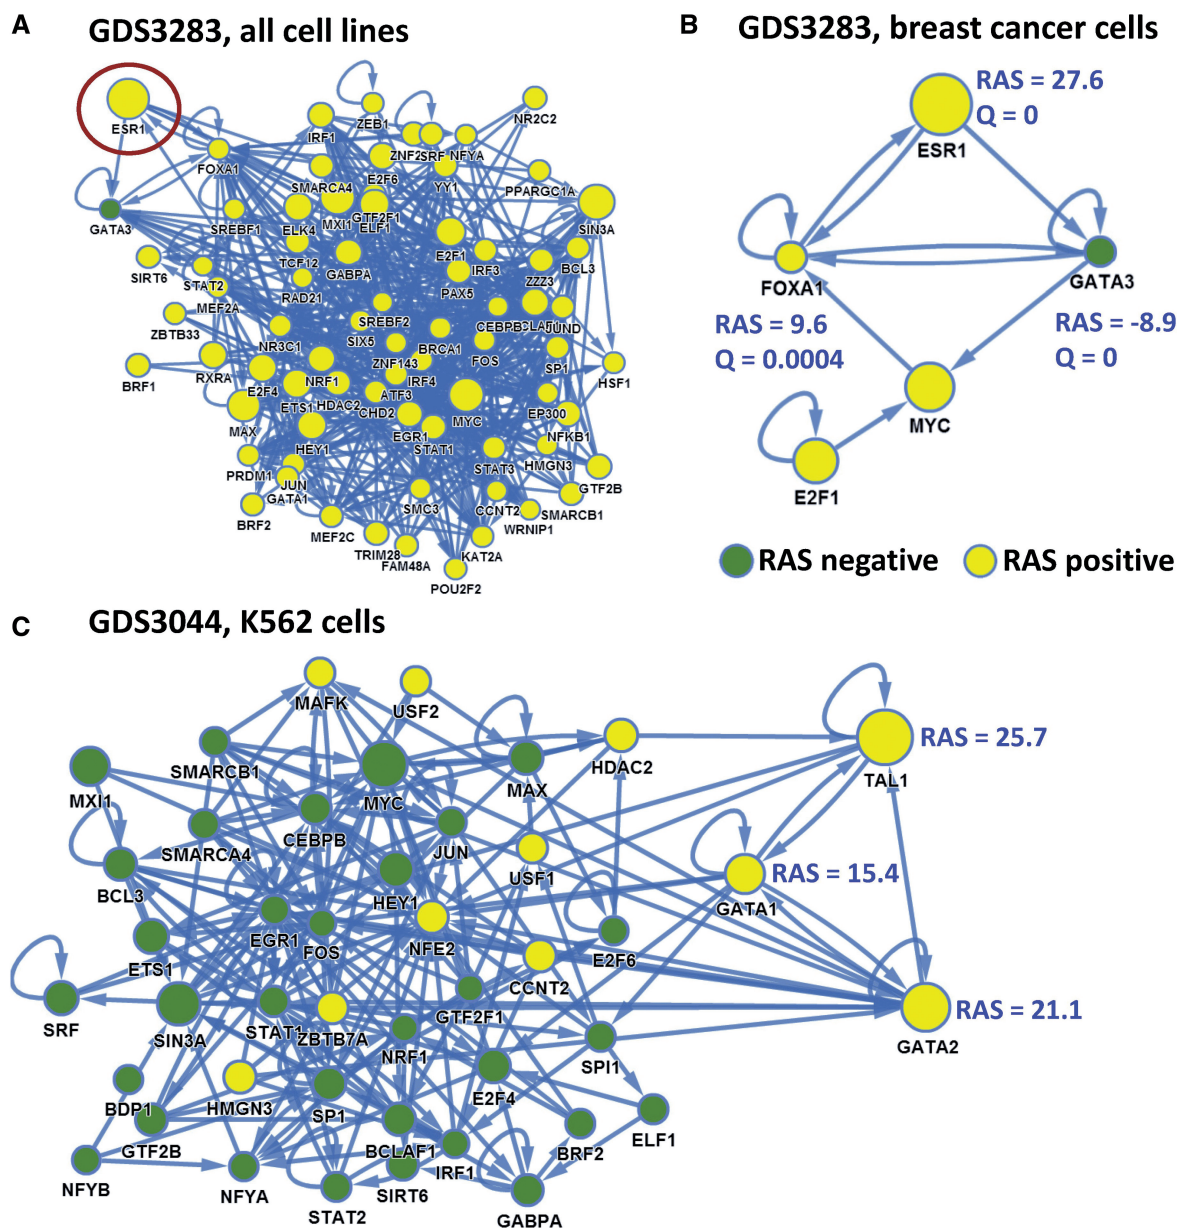 A
GDS3283, all cell lines
ESR1
ZEB1
NR2C2
IRF1
ZNF2
SRF
NFYA
FOXA1
E2F6
YY1
SMARCA4
PPARGC1A
GATA3
SREBF1
ELK4
MXI1
GTF2F1
ELF1
SIN3A
TCF12
GABPA
E2F1
IRF3
BCL3
SIRT6
STAT2
RAD21
PAX5
ZZZ3
MEF2A
SREBF2
CEBPB
JUND
ZBTB33
NR3C1
SIX5
BRCA1
ZNF143
FOS
SP1
HSF1
BRF1
RXRA
E2F4
NRF1
IRF4
ETS1
HDAC2
ATF3
CHD2
MYC
EP300
MAX
EGR1
STAT1
NFKB1
HEY1
STAT3
HMGN3
PRDM1
JUN
GATA1
GTF2B
BRF2
SMC3
CCNT2
SMARCB1
MEF2C
WRNIP1
TRIM28
FAM48A
KAT2A
POU2F2
B
GDS3283, breast cancer cells
RAS = 27.6
Q = 0
ESR1
FOXA1
GATA3
RAS = 9.6
Q = 0.0004
RAS = -8.9
Q = 0
MYC
E2F1
RAS negative
RAS positive
C
GDS3044, K562 cells
MAFK
USF2
SMARCB1
MXI1
MYC
MAX
HDAC2
TAL1
RAS = 25.7
SMARCA4
CEBPB
JUN
USF1
BCL3
HEY1
GATA1
RAS = 15.4
ETS1
EGR1
FOS
NFE2
E2F6
CCNT2
SRF
SIN3A
STAT1
ZBTB7A
GTF2F1
GATA2
RAS = 21.1
NRF1
SPI1
BDP1
HMGN3
SP1
E2F4
GTF2B
BCLAF1
IRF1
BRF2
ELF1
NFYB
NFYA
STAT2
SIRT6
GABPA